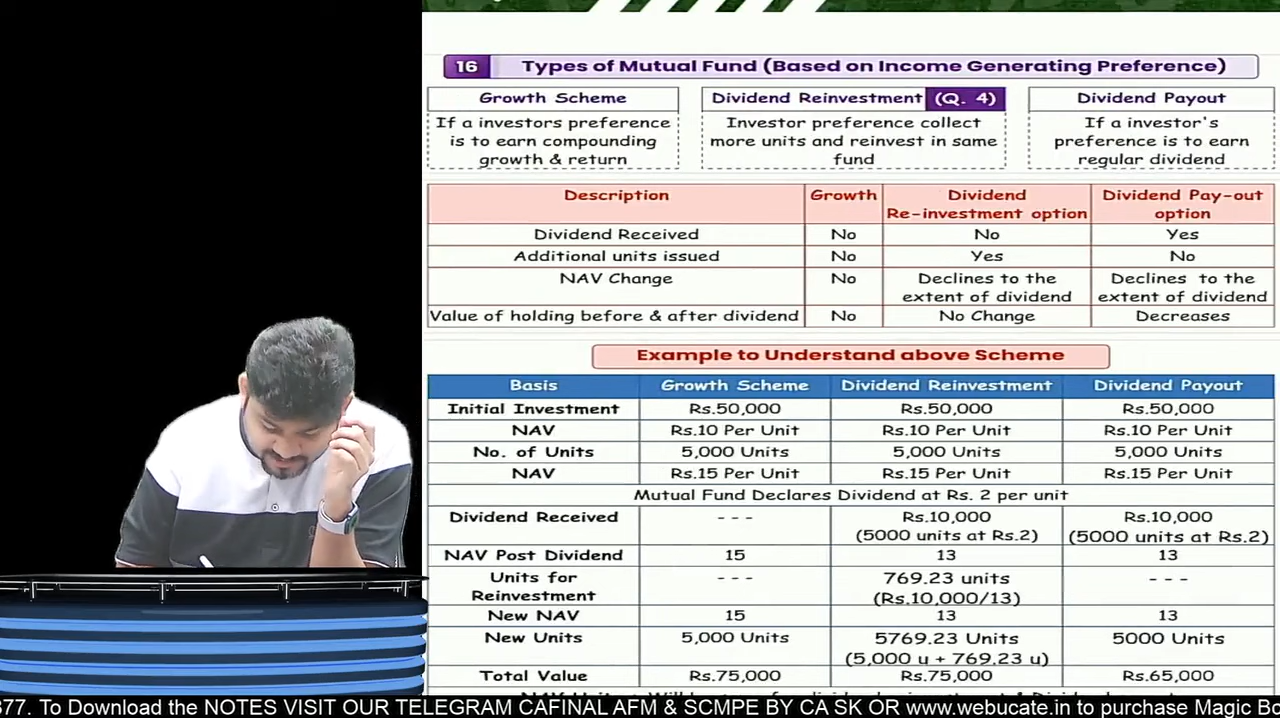 16 Types of Mutual Fund (Based on Income Generating Preference)
Growth Scheme
If a investors preference
is to earn compounding
growth & return
Dividend Reinvestment (Q. 4)
Investor preference collect
more units and reinvest in same
fund
Dividend Payout
If a investor's
preference is to earn
regular dividend
Description Growth Dividend Re-investment option Dividend Pay-out option
Dividend Received No No Yes
Additional units issued No Yes No
NAV Change No Declines to the extent of dividend Declines to the extent of dividend
Value of holding before & after dividend No No Change Decreases
Example to Understand above Scheme
Basis Growth Scheme Dividend Reinvestment Dividend Payout
Initial Investment Rs.50,000 Rs.50,000 Rs.50,000
NAV Rs.10 Per Unit Rs.10 Per Unit Rs.10 Per Unit
No. of Units 5,000 Units 5,000 Units 5,000 Units
NAV Rs.15 Per Unit Rs.15 Per Unit Rs.15 Per Unit
Mutual Fund Declares Dividend at Rs. 2 per unit
Dividend Received --- Rs.10,000 (5000 units at Rs.2) Rs.10,000 (5000 units at Rs.2)
NAV Post Dividend 15 13 13
Units for Reinvestment --- 769.23 units (Rs.10,000/13) ---
New NAV 15 13 13
New Units 5,000 Units 5769.23 Units (5,000 u + 769.23 u) 5000 Units
Total Value Rs.75,000 Rs.75,000 Rs.65,000
377. To Download the NOTES VISIT OUR TELEGRAM CAFINAL AFM & SCMPE BY CA SK OR www.webucate.in to purchase Magic Bo